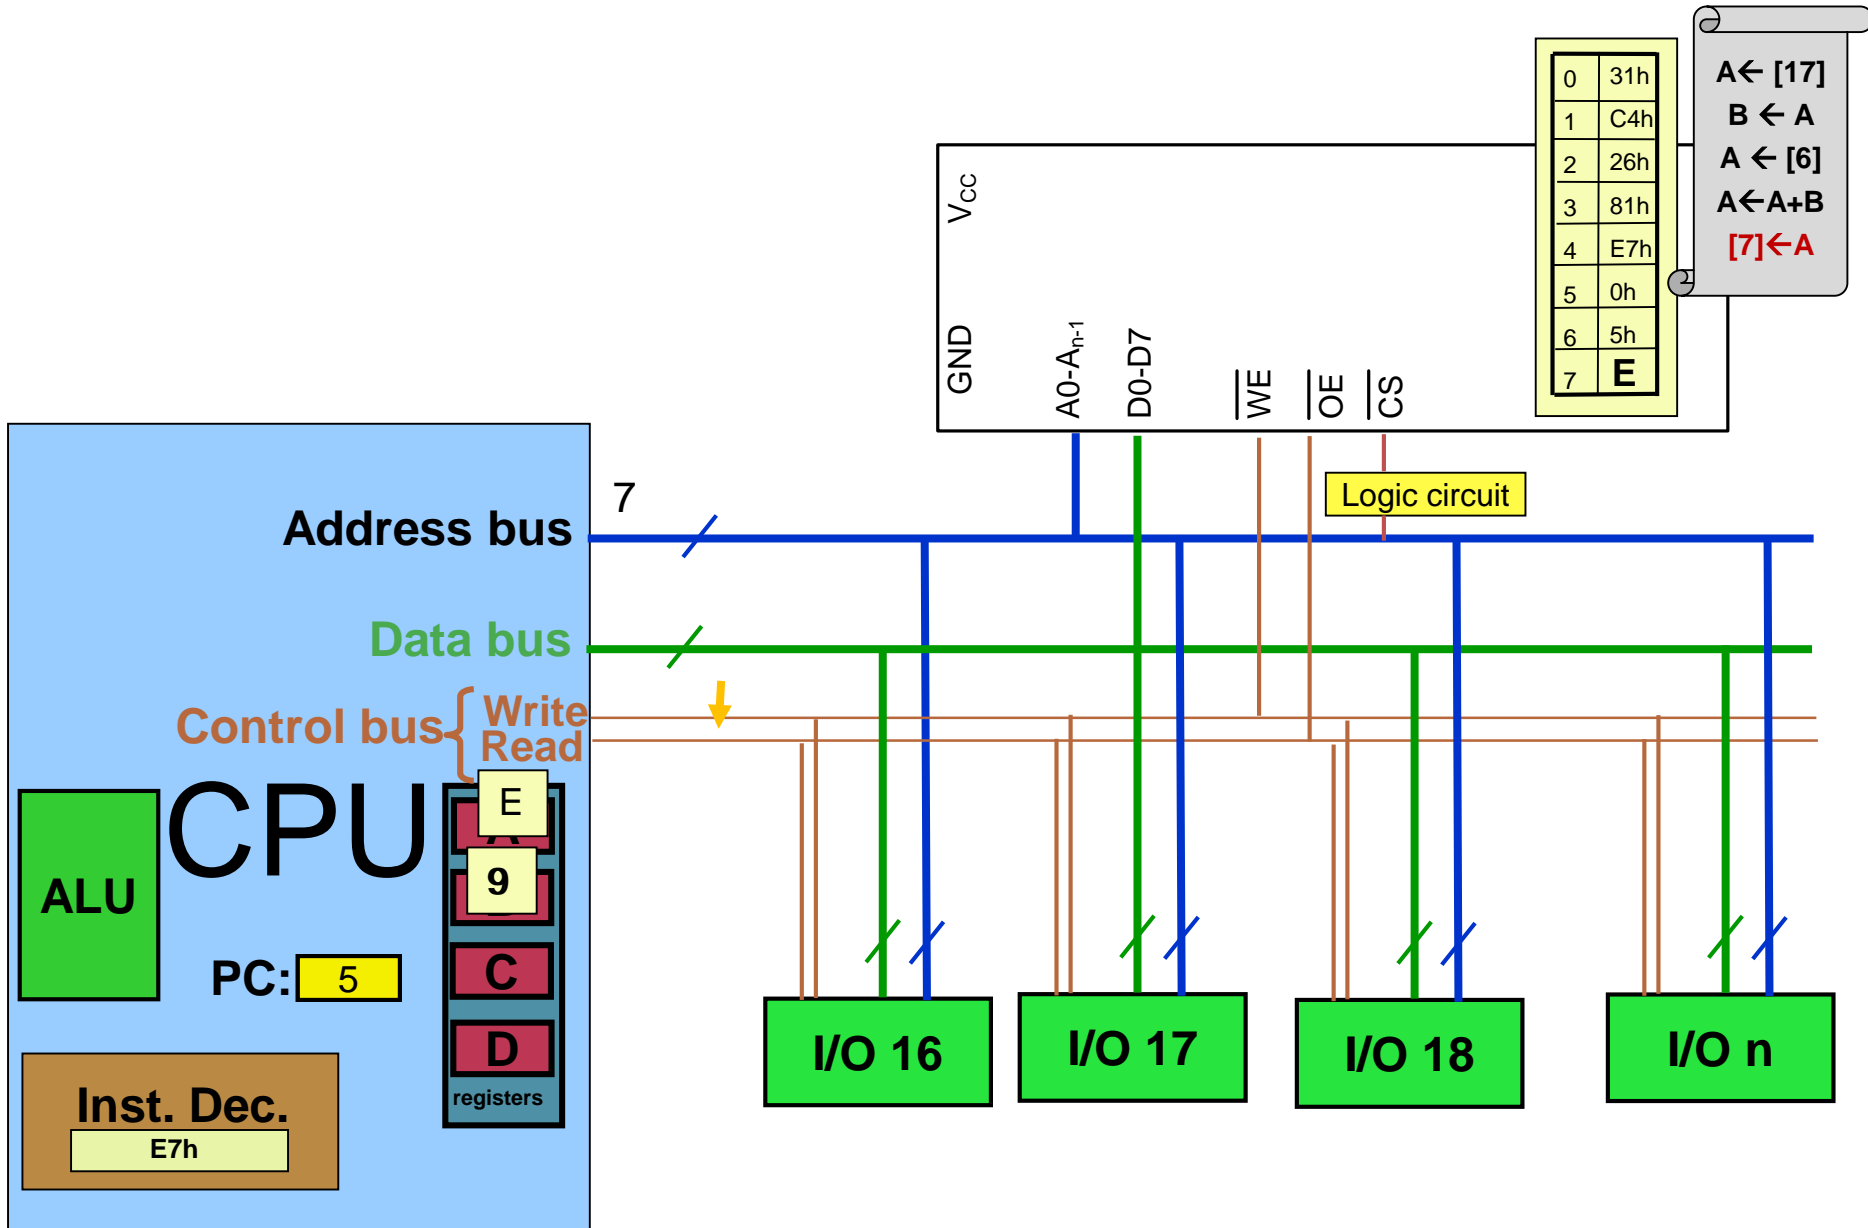 0 31h
1 C4h
2 26h
3 81h
4 E7h
5 0h
6 5h
7 E
A← [17]
B ← A
A ← [6]
A←A+B
[7]←A
VCC
GND
A0-An-1
D0-D7
WE
OE
CS
Logic circuit
7
Address bus
Data bus
Control bus
Write
Read
CPU
ALU
PC: 5
E
9
C
D
registers
Inst. Dec.
E7h
I/O 16
I/O 17
I/O 18
I/O n